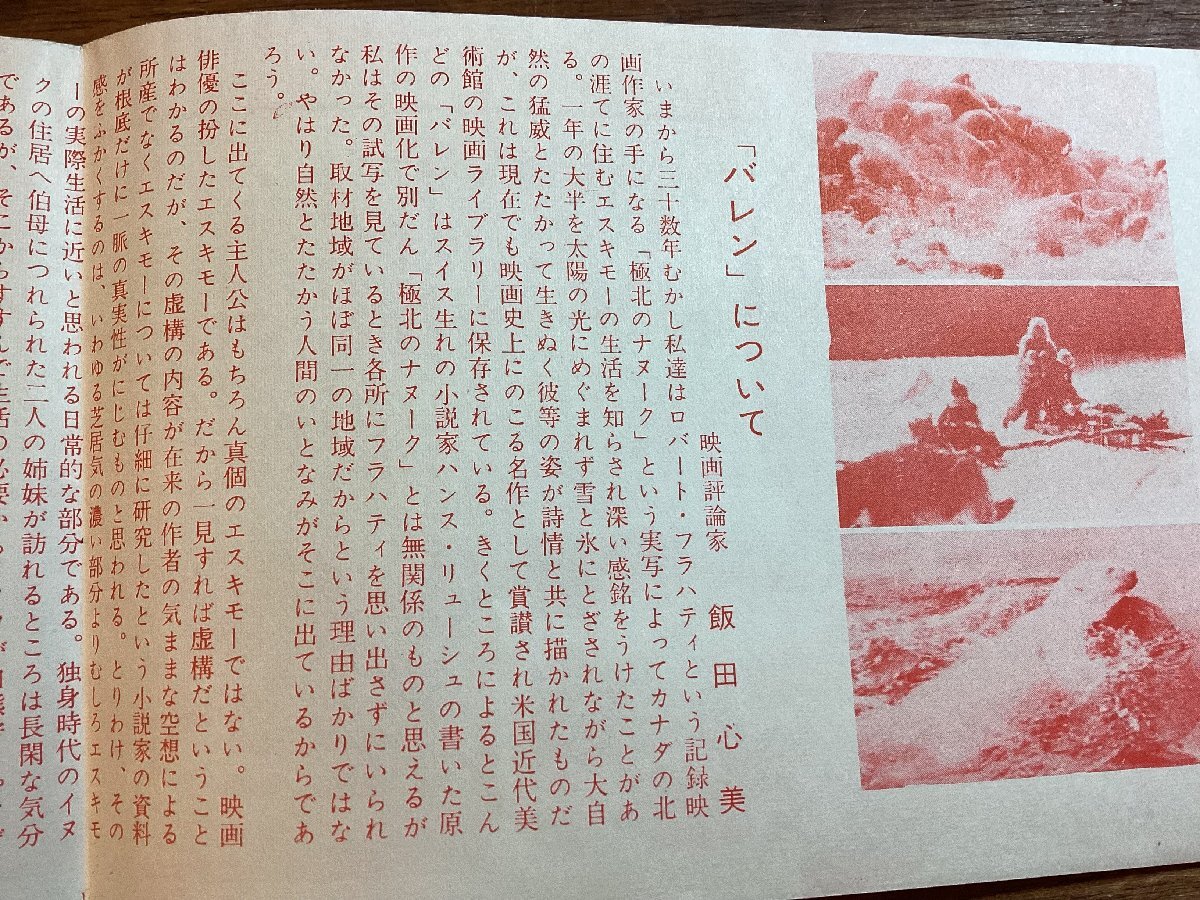 「バレン」について
映画評論家 飯田心美
いまから三十数年むかし私達はロバート・フラハティという記録映
画作家の手になる「極北のナヌーク」という実写によってカナダの北
の涯てに住むエスキモーの生活を知らされ深い感銘をうけたことがあ
る。一年の大半を太陽の光にめぐまれず雪と氷にとざされながら大自
然の猛威とたたかって生きぬく彼等の姿が詩情と共に描かれたものだ
が、これは現在でも映画史上にのこる名作として賞讃され米国近代美
術館の映画ライブラリーに保存されている。きくところによるとこん
どの「バレン」はスイス生れの小説家ハンス・リューシュの書いた原
作の映画化で別だん「極北のナヌーク」とは無関係のものと思えるが
私はその試写を見ているとき各所にフラハティを思い出さずにいられ
なかった。取材地域がほぼ同一の地域だからという理由ばかりではな
い。やはり自然とたたかう人間のいとなみがそこに出ているからであ
ろう。
ここに出てくる主人公はもちろん真個のエスキモーではない。映画
俳優の扮したエスキモーである。だから一見すれば虚構だということ
はわかるのだが、その虚構の内容が在来の作者の気ままな空想による
所産でなくエスキモーについては仔細に研究したという小説家の資料
が根底だけに一脈の真実性がにじむものと思われる。とりわけ、その
感をふかくするのは、いわゆる芝居気の濃い部分よりむしろエスキモ
ーの実際生活に近いと思われる日常的な部分である。独身時代のイヌ
クの住居へ伯母につれられた二人の姉妹が訪れるところは長閑な気分
であるが、そこからすすんで生活の必要か